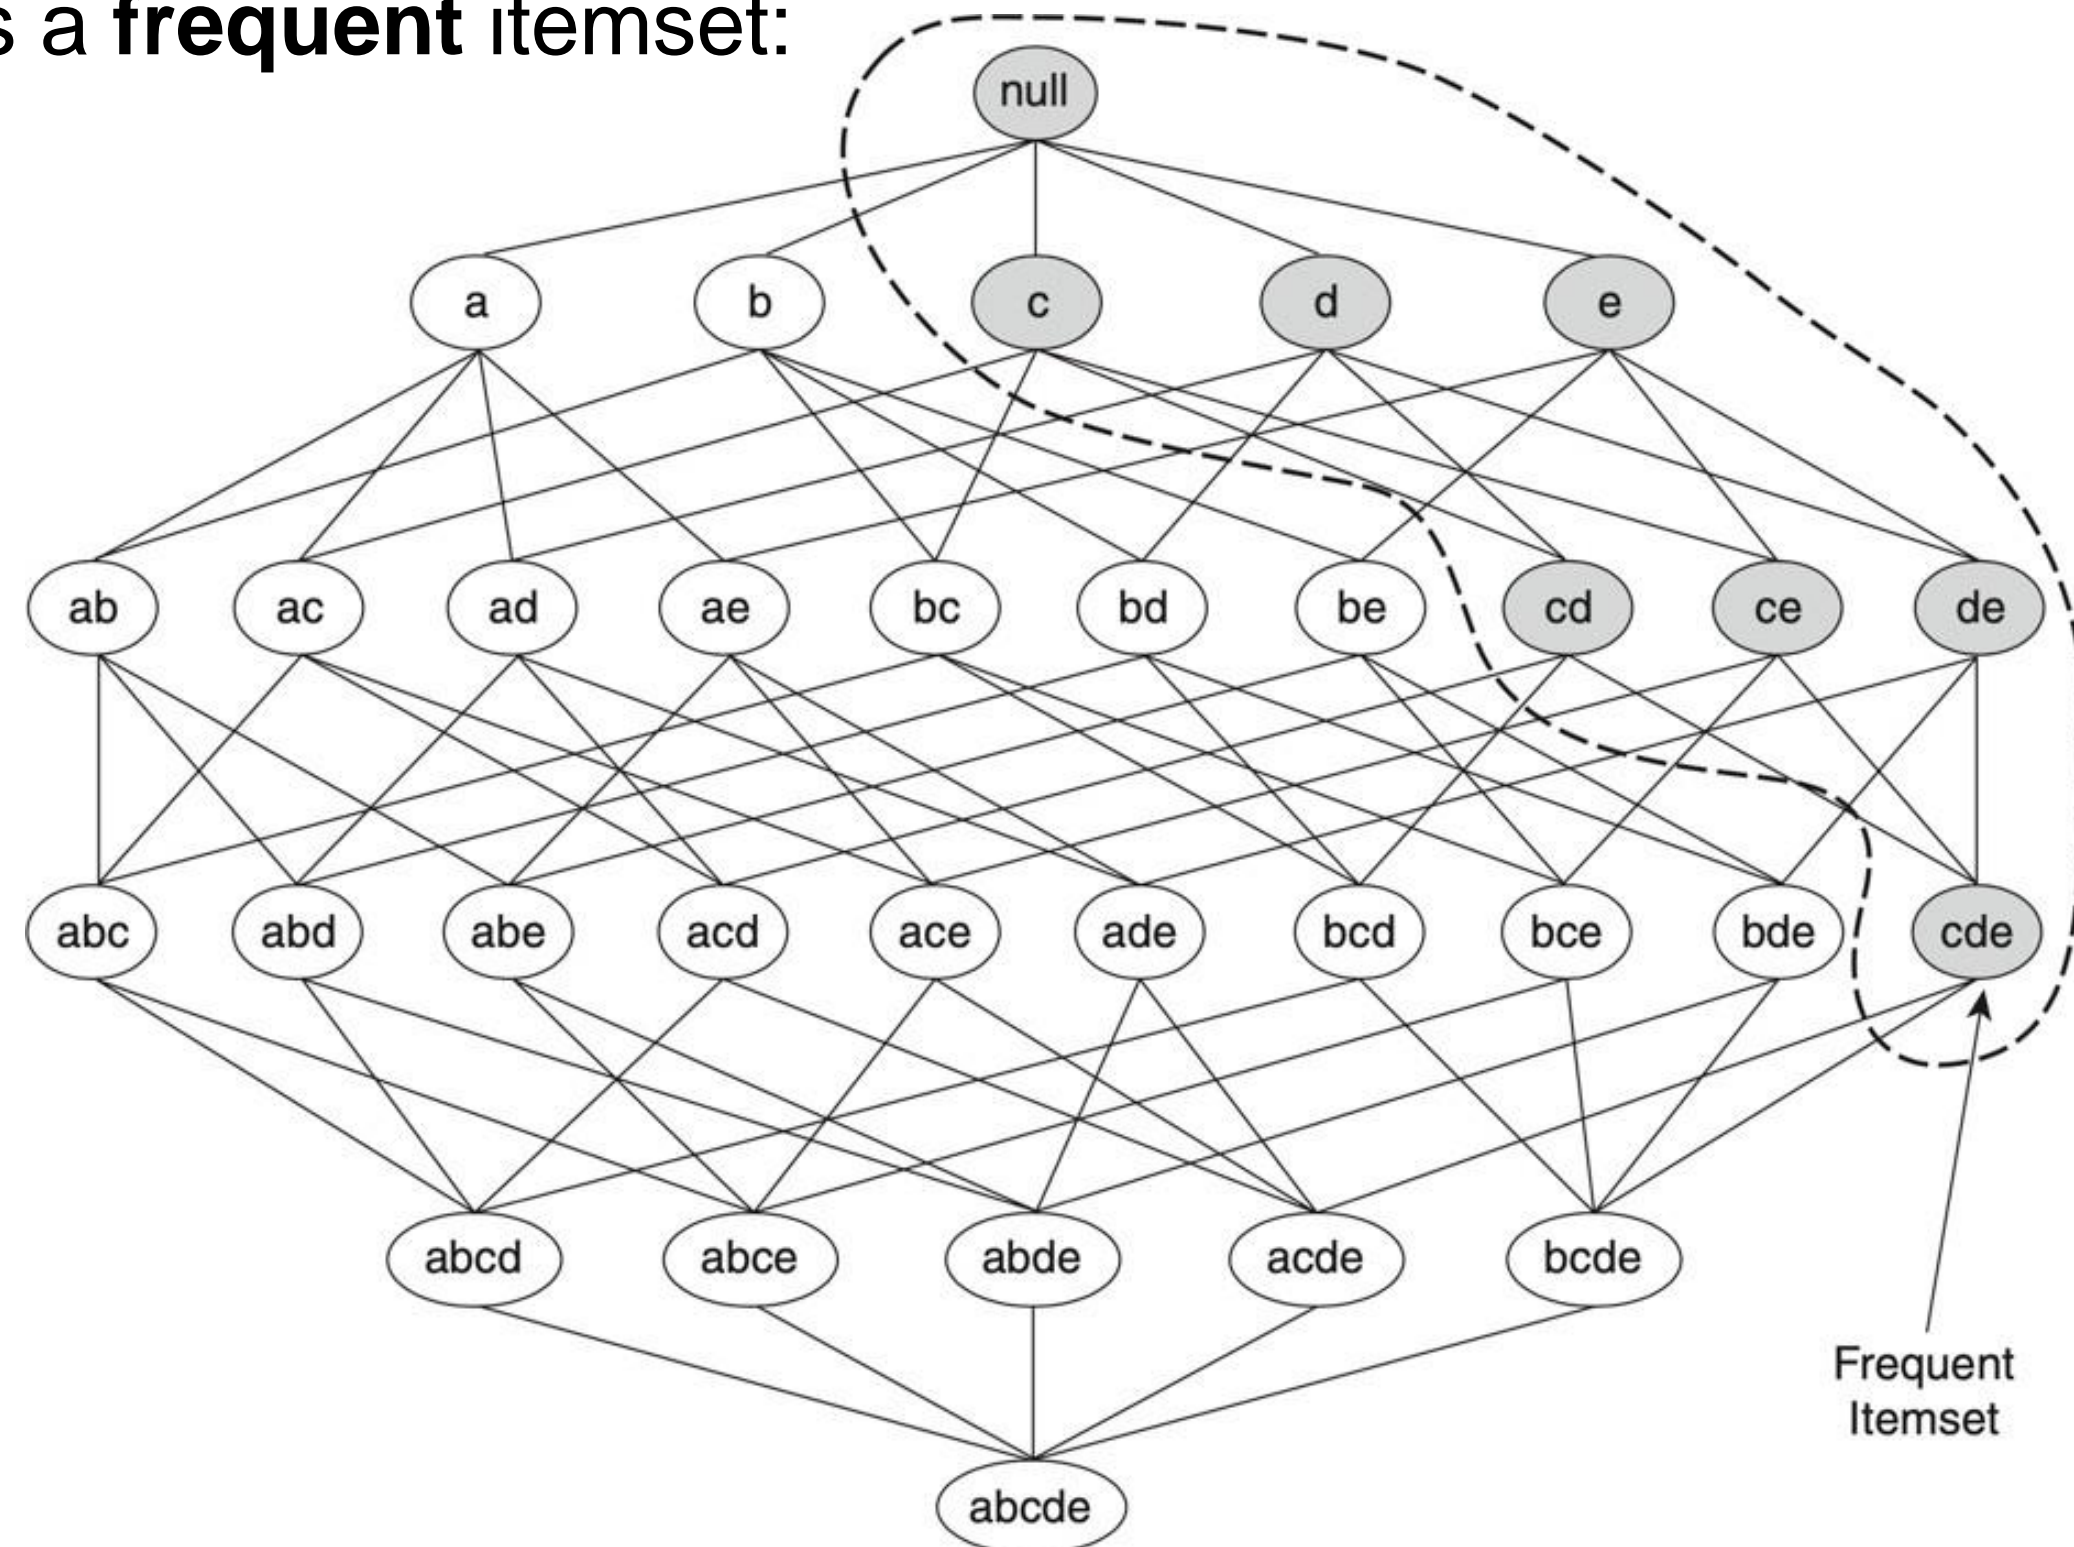 s a frequent itemset:
null
a b c d e
ab ac ad ae bc bd be cd ce de
abc abd abe acd ace ade bcd bce bde cde
abcd abce abde acde bcde
Frequent
Itemset
abcde